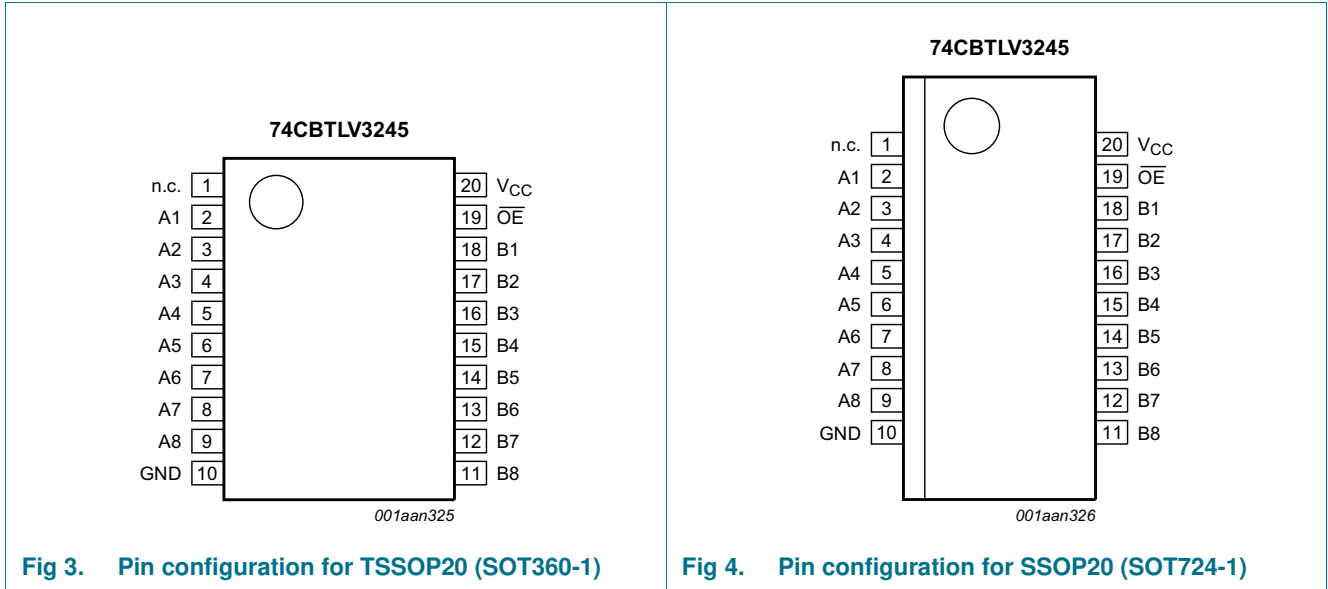 74CBTLV3245
n.c. 1 20 VCC
A1 2 19 OE
A2 3 18 B1
A3 4 17 B2
A4 5 16 B3
A5 6 15 B4
A6 7 14 B5
A7 8 13 B6
A8 9 12 B7
GND 10 11 B8
001aan325
Fig 3. Pin configuration for TSSOP20 (SOT360-1)
74CBTLV3245
n.c. 1 20 VCC
A1 2 19 OE
A2 3 18 B1
A3 4 17 B2
A4 5 16 B3
A5 6 15 B4
A6 7 14 B5
A7 8 13 B6
A8 9 12 B7
GND 10 11 B8
001aan326
Fig 4. Pin configuration for SSOP20 (SOT724-1)